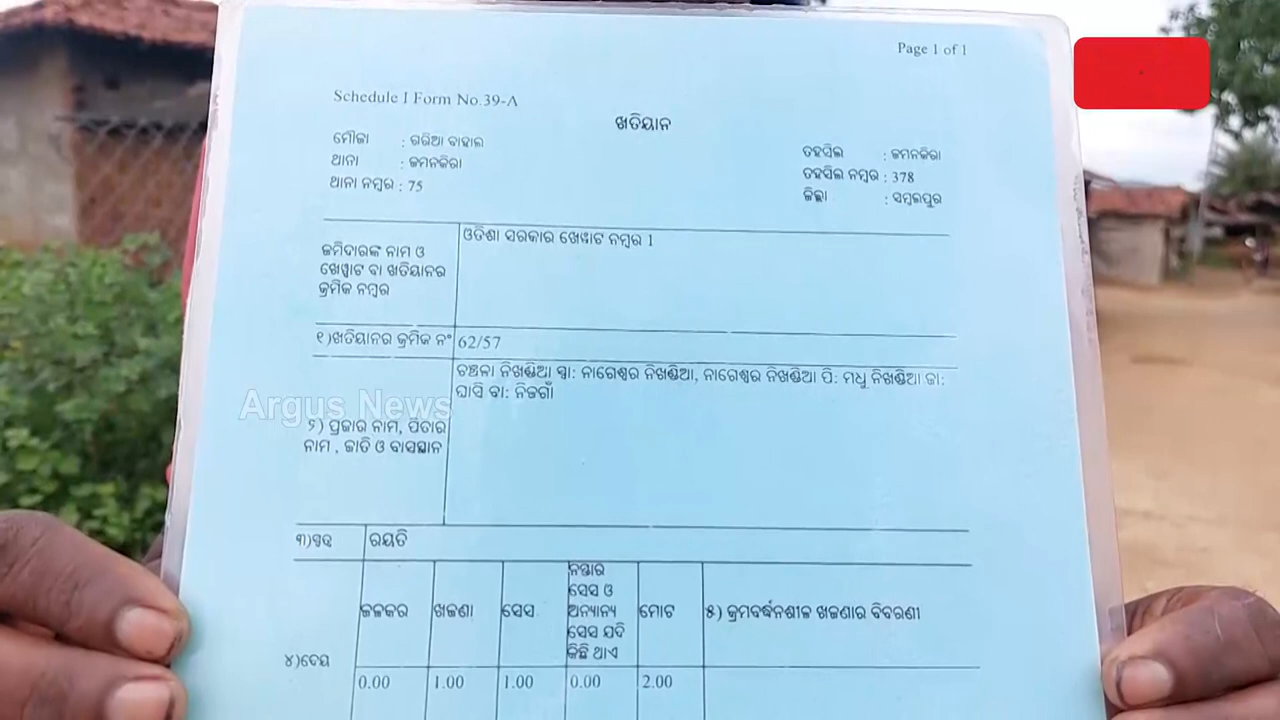 Page 1 of 1
Schedule I Form No.39-A
ଖତିୟାନ
ମୌଜା : ଗରିଆ ବାହାଲ
ଥାନା : ଜମନକିରା
ଥାନା ନମ୍ବର : 75
ତହସିଲ : ଜମନକିରା
ତହସିଲ ନମ୍ବର : 378
ଜିଲ୍ଲା : ସମ୍ବଲପୁର
ଜମିଦାରଙ୍କ ନାମ ଓ
ଖେୱାଟ ବା ଖତିୟାନର
କ୍ରମିକ ନମ୍ବର
ଓଡିଶା ସରକାର ଖେୱାଟ ନମ୍ବର 1
୧)ଖତିୟାନର କ୍ରମିକ ନଂ 62/57
୨) ପ୍ରଜାର ନାମ, ପିତାର
ନାମ , ଜାତି ଓ ବାସସ୍ଥାନ
ଚଞ୍ଚଳା ନିଖଣ୍ଡିଆ ସ୍ୱା: ନାଗେଶ୍ୱର ନିଖଣ୍ଡିଆ, ନାଗେଶ୍ୱର ନିଖଣ୍ଡିଆ ପି: ମଧୁ ନିଖଣ୍ଡିଆ ଜା:
ଘାସି ବା: ନିଜଗାଁ
Argus News
୩)ସ୍ୱତ୍ୱ ରୟତି
୪)ଦେୟ
ଜଳକର
ଖଜଣା
ସେସ
ନିସ୍ତାର
ସେସ ଓ
ଅନ୍ୟାନ୍ୟ
ସେସ ଯଦି
କିଛି ଥାଏ
ମୋଟ
୫) କ୍ରମବର୍ଦ୍ଧନଶୀଳ ଖଜଣାର ବିବରଣୀ
0.00 1.00 1.00 0.00 2.00